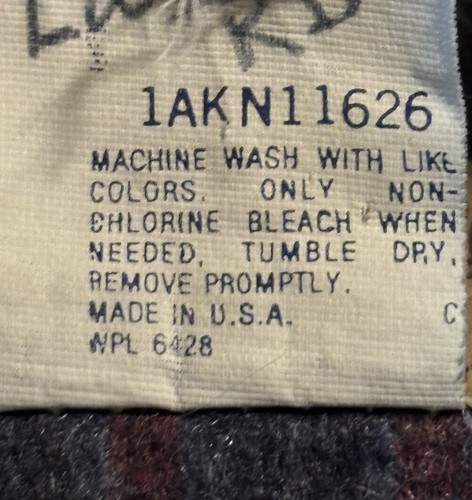 1AKN11626
MACHINE WASH WITH LIKE
COLORS. ONLY NON-
CHLORINE BLEACH WHEN
NEEDED. TUMBLE DRY,
REMOVE PROMPTLY.
MADE IN U.S.A. C
WPL 6428